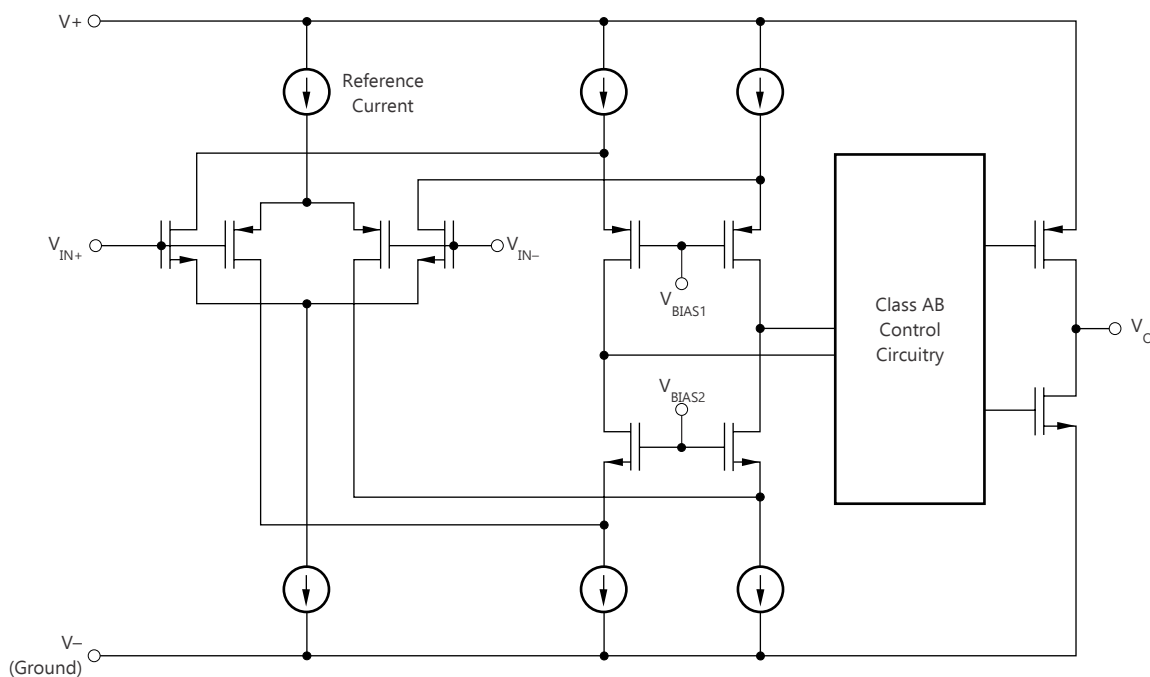 V+
Reference
Current
VIN+
VIN–
VBIAS1
Class AB
Control
Circuitry
VO
VBIAS2
V–
(Ground)